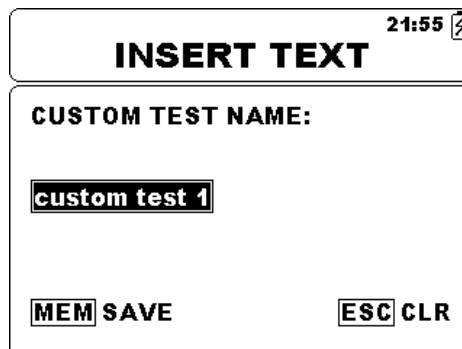 21:55
INSERT TEXT
CUSTOM TEST NAME:
custom test 1
MEM SAVE
ESC CLR